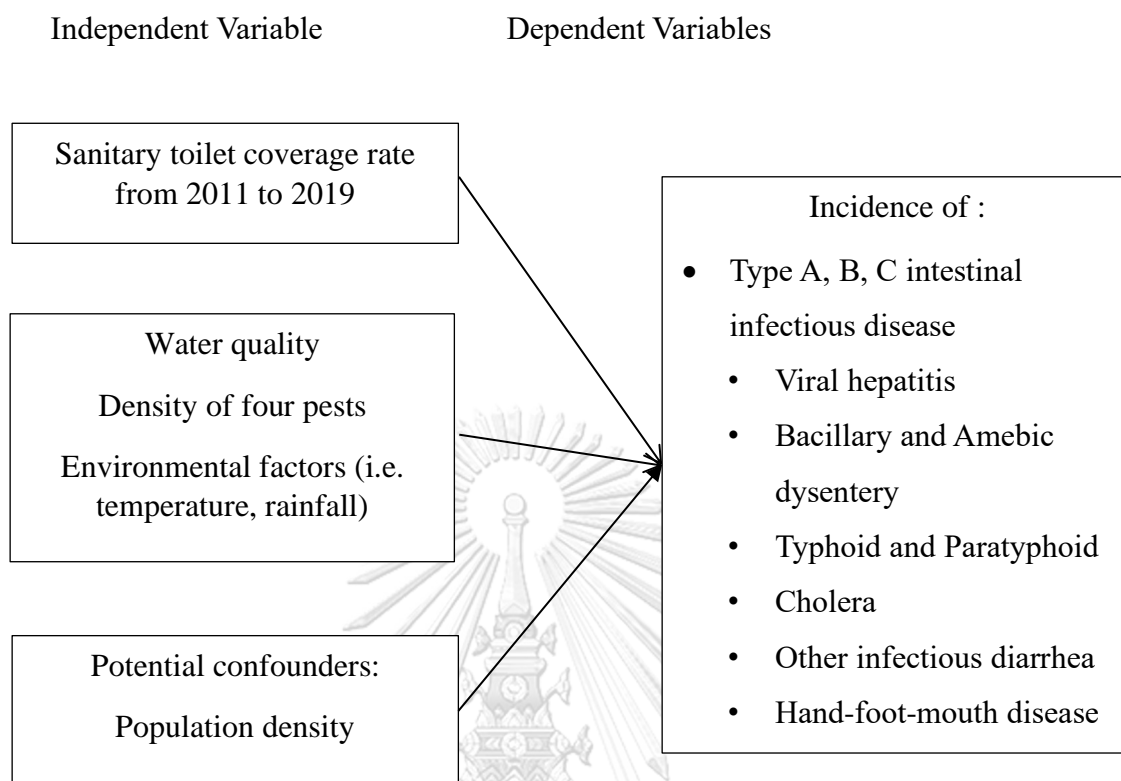 Independent Variable
Dependent Variables
Sanitary toilet coverage rate
from 2011 to 2019
Water quality
Density of four pests
Environmental factors (i.e.
temperature, rainfall)
Potential confounders:
Population density
Incidence of :
● Type A, B, C intestinal
infectious disease
• Viral hepatitis
• Bacillary and Amebic
dysentery
• Typhoid and Paratyphoid
• Cholera
• Other infectious diarrhea
• Hand-foot-mouth disease